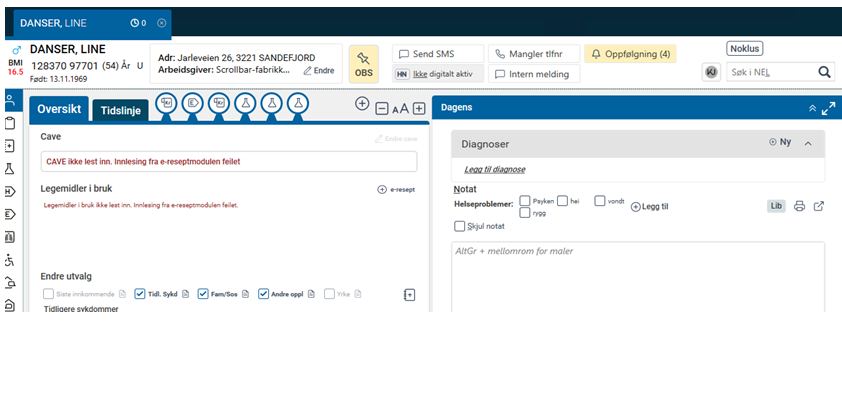 DANSER, LINE 0
DANSER, LINE
128370 97701 (54) År U
Født: 13.11.1969
BMI
16.5
Adr: Jarleveien 26, 3221 SANDEFJORD
Arbeidsgiver: Scrollbar-fabrikk... Endre
OBS
Send SMS
HN Ikke digitalt aktiv
Mangler tlfnr
Intern melding
Oppfølgning (4)
Noklus
KJ
Søk i NEL
Oversikt
Tidslinje
A A
Cave
Endre cave
CAVE ikke lest inn. Innlesing fra e-reseptmodulen feilet
Legemidler i bruk
e-resept
Legemidler i bruk ikke lest inn. Innlesing fra e-reseptmodulen feilet.
Endre utvalg
Siste innkommende Tidl. Sykd Fam/Sos Andre oppl Yrke
Tidligere sykdommer
Dagens
Diagnoser
Ny
Legg til diagnose
Notat
Helseproblemer: Psyken hei vondt Legg til
rygg
Lib
Skjul notat
AltGr + mellomrom for maler